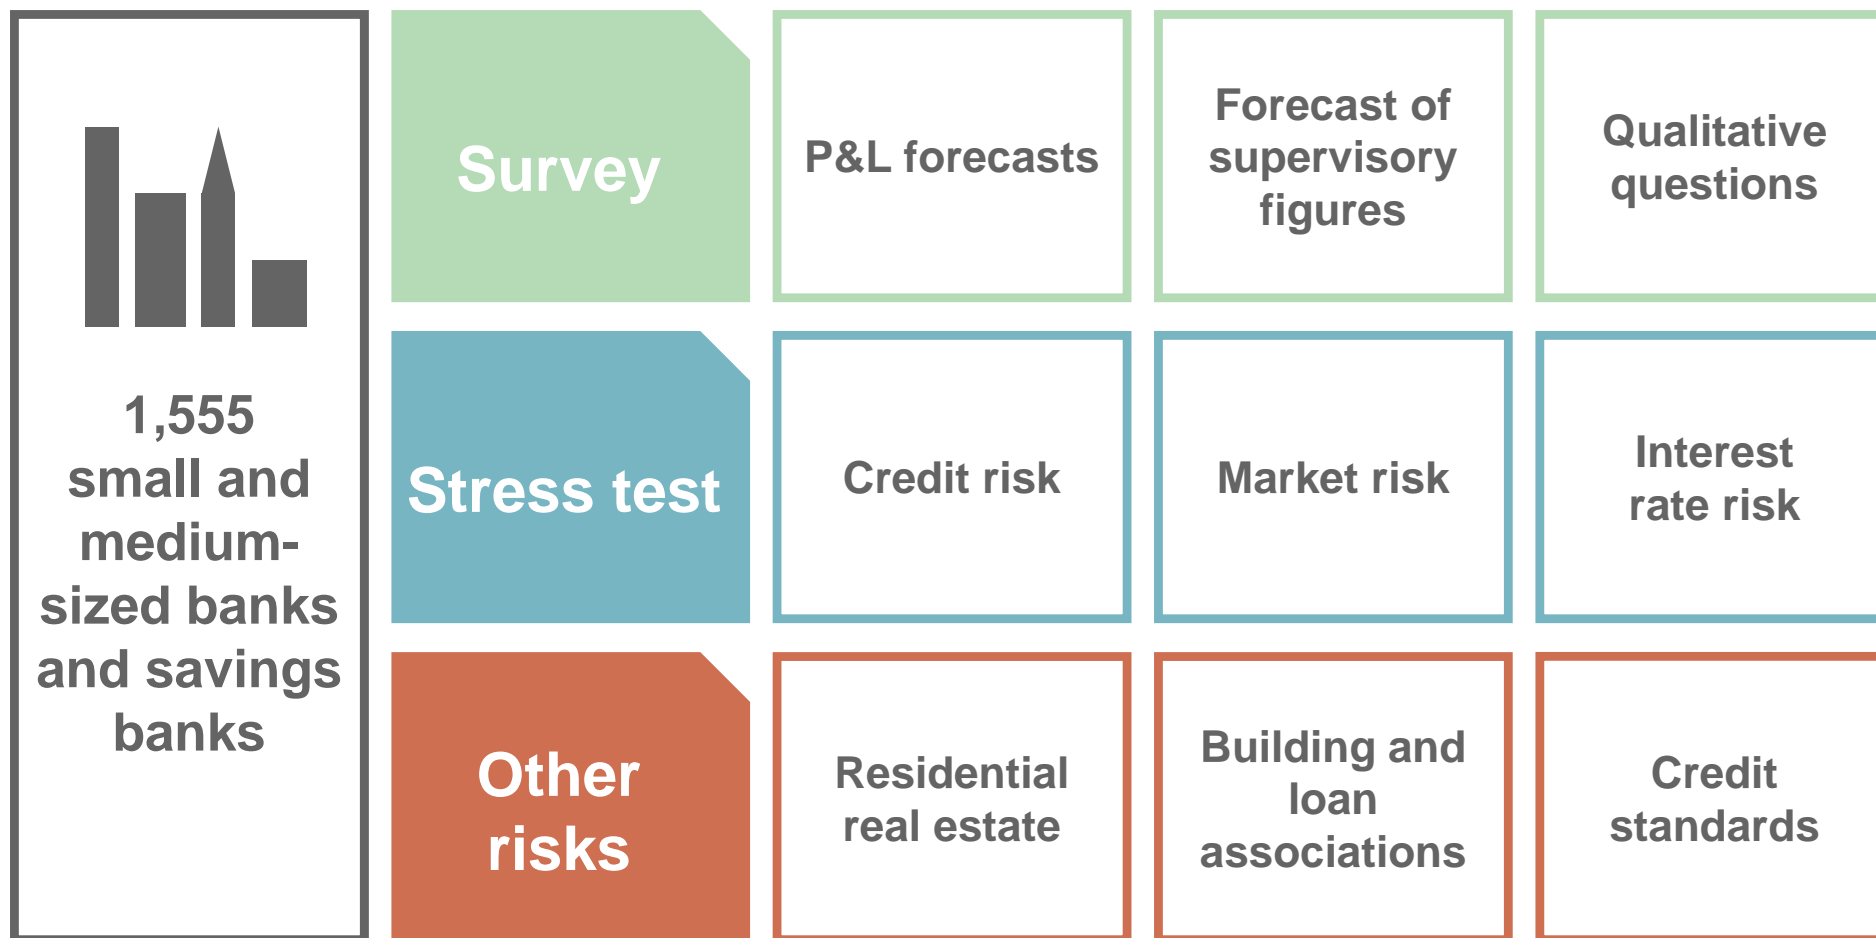 1,555
small and
medium-
sized banks
and savings
banks
Survey
P&L forecasts
Forecast of
supervisory
figures
Qualitative
questions
Stress test
Credit risk
Market risk
Interest
rate risk
Other
risks
Residential
real estate
Building and
loan
associations
Credit
standards